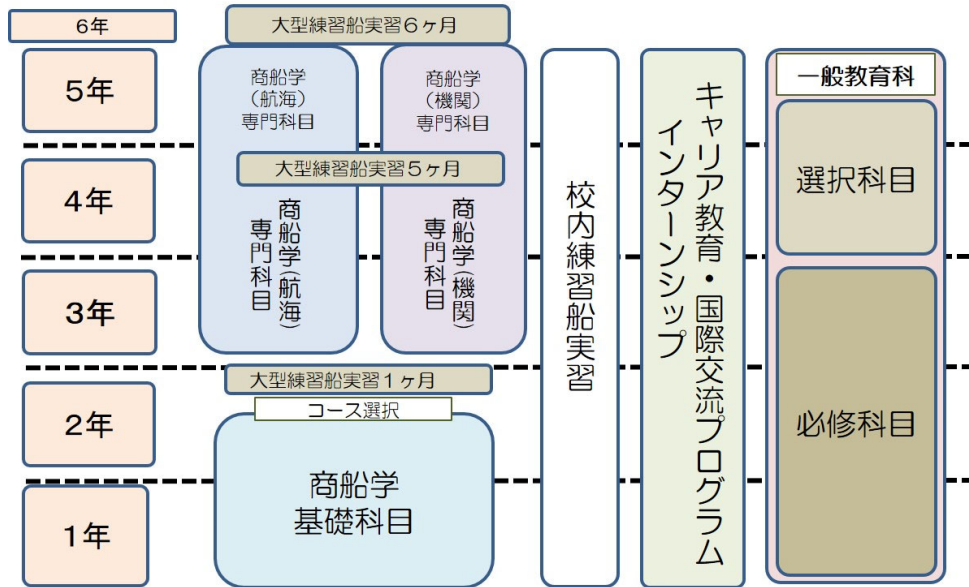 6年
大型練習船実習6ヶ月
5年
商船学
(航海)
専門科目
商船学
(機関)
専門科目
一般教育科
4年
大型練習船実習5ヶ月
商船学(航海)
専門科目
商船学(機関)
専門科目
選択科目
校内練習船実習
キャリア教育・国際交流プログラム
インターンシップ
3年
大型練習船実習1ヶ月
コース選択
2年
必修科目
商船学
基礎科目
1年